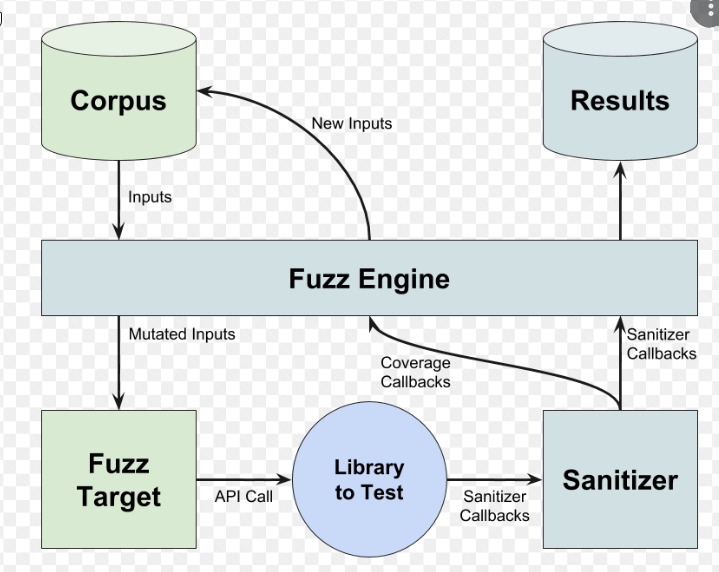 Corpus
Results
New Inputs
Inputs
Fuzz Engine
Mutated Inputs
Sanitizer
Callbacks
Coverage
Callbacks
Fuzz
Target
API Call
Library
to Test
Sanitizer
Callbacks
Sanitizer